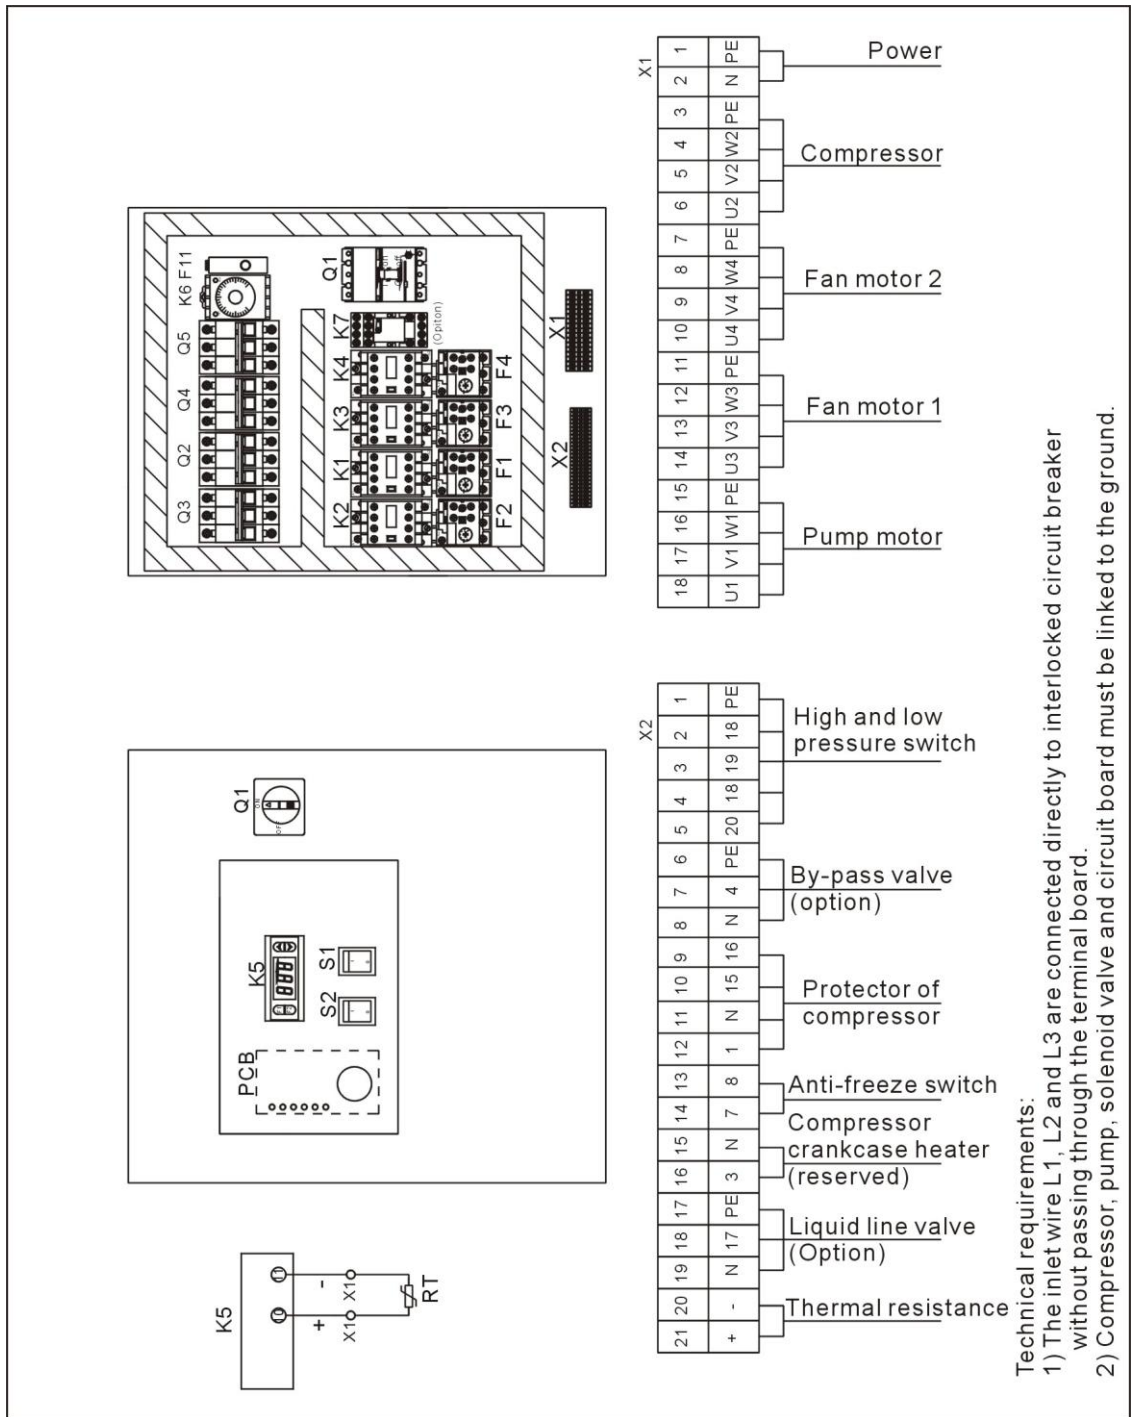 X1
1 PE
2 N
Power
3 PE
4 W2
5 V2
6 U2
Compressor
7 PE
8 W4
9 V4
10 U4
Fan motor 2
11 PE
12 W3
13 V3
14 U3
Fan motor 1
15 PE
16 W1
17 V1
18 U1
Pump motor
K6 F11
Q5
Q4
Q2
Q3
Q1
K7
(Opiton)
K4
K3
K1
K2
F4
F3
F1
F2
X1
X2
X2
1 PE
2 18
3 19
4 18
5 20
High and low
pressure switch
6 PE
7 4
8 N
By-pass valve
(option)
9 16
10 15
11 N
12 1
Protector of
compressor
13 8
14 7
Anti-freeze switch
15 N
16 3
Compressor
crankcase heater
(reserved)
17 PE
18 17
19 N
Liquid line valve
(Option)
20 -
21 +
Thermal resistance
Q1
ON
OFF
K5
S1
S2
PCB
K5
11
10
-
+
X1
X1
RT
Technical requirements:
1) The inlet wire L1, L2 and L3 are connected directly to interlocked circuit breaker
without passing through the terminal board.
2) Compressor, pump, solenoid valve and circuit board must be linked to the ground.